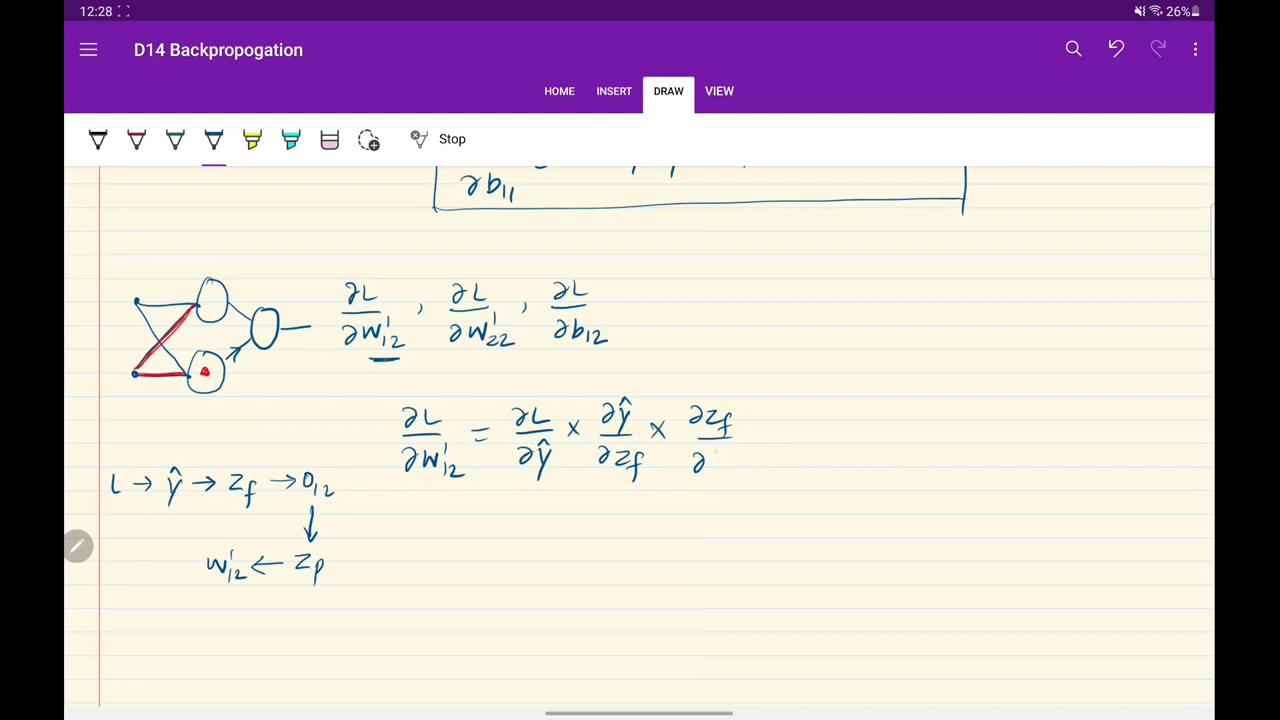 12:28
26%
D14 Backpropogation
HOME INSERT DRAW VIEW
Stop
∂b₁₁
∂L/∂w¹₁₂ , ∂L/∂w¹₂₂ , ∂L/∂b₁₂
∂L/∂w¹₁₂ = ∂L/∂ŷ × ∂ŷ/∂z_f × ∂z_f/∂
L → ŷ → z_f → O₁₂
↓
w¹₁₂ ← z_p